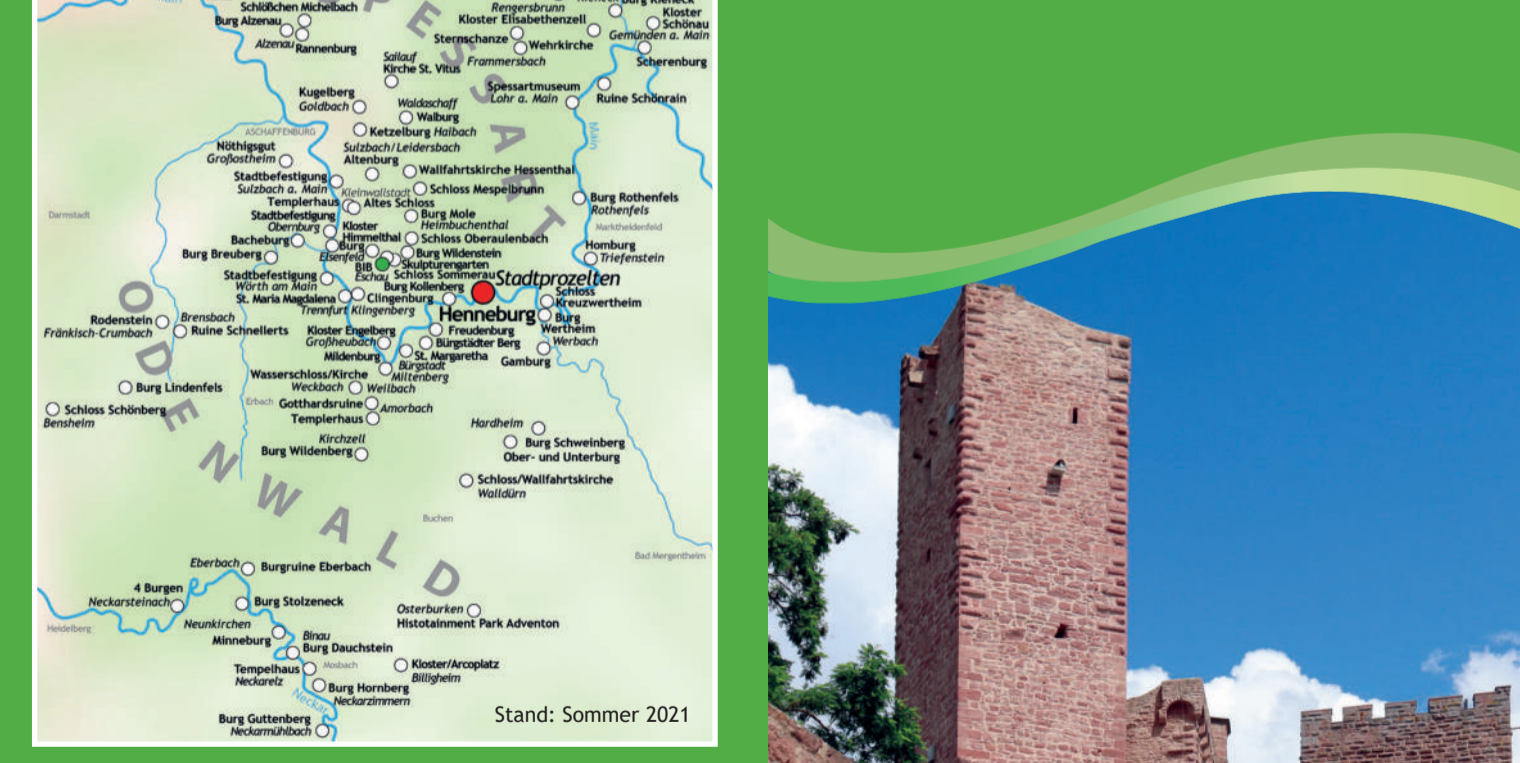 Main
Schlößchen Michelbach
Burg Alzenau
Alzenau
Rannenburg
Rengersbrunn
Kloster Elisabethenzell
Sternschanze
Wehrkirche
Frammersbach
Kloster
Schönau
Gemünden a. Main
Scherenburg
Sailauf
Kirche St. Vitus
SPESSART
Spessartmuseum
Lohr a. Main
Ruine Schönrain
Kugelberg
Goldbach
Waldaschaff
Walburg
Ketzelburg Haibach
Main
ASCHAFFENBURG
Nöthigsgut
Großostheim
Sulzbach/Leidersbach
Altenburg
Wallfahrtskirche Hessenthal
Stadtbefestigung
Sulzbach a. Main
Kleinwallstadt
Schloss Mespelbrunn
Templerhaus
Altes Schloss
Burg Rothenfels
Rothenfels
Darmstadt
Stadtbefestigung
Obernburg
Burg Mole
Heimbuchenthal
Marktheidenfeld
Kloster
Himmelthal
Schloss Oberaulenbach
Bacheburg
Burg
Elsenfeld
Burg Wildenstein
Homburg
Triefenstein
Burg Breuberg
BIB
Eschau
Skulpturengarten
Schloss Sommerau
Stadtprozelten
Stadtbefestigung
Wörth am Main
Burg Kollenberg
St. Maria Magdalena
Clingenburg
Trennfurt Klingenberg
Schloss
Kreuzwertheim
Henneburg
Burg
Wertheim
Werbach
Gamburg
Rodenstein
Fränkisch-Crumbach
Brensbach
Ruine Schnellerts
Kloster Engelberg
Großheubach
Freudenburg
Bürgstädter Berg
Mildenburg
St. Margaretha
Bürgstadt
Miltenberg
Wasserschloss/Kirche
Weckbach
Weilbach
Burg Lindenfels
Erbach
Gotthardsruine
Amorbach
Templerhaus
Schloss Schönberg
Bensheim
ODENWALD
Hardheim
Burg Schweinberg
Ober- und Unterburg
Kirchzell
Burg Wildenberg
Schloss/Wallfahrtskirche
Walldürn
Buchen
Bad Mergentheim
Eberbach
Burgruine Eberbach
4 Burgen
Neckarsteinach
Burg Stolzeneck
Heidelberg
Neunkirchen
Osterburken
Histotainment Park Adventon
Minneburg
Binau
Burg Dauchstein
Tempelhaus
Neckarelz
Mosbach
Kloster/Arcoplatz
Billigheim
Burg Hornberg
Neckarzimmern
Neckar
Burg Guttenberg
Neckarmühlbach
Stand: Sommer 2021